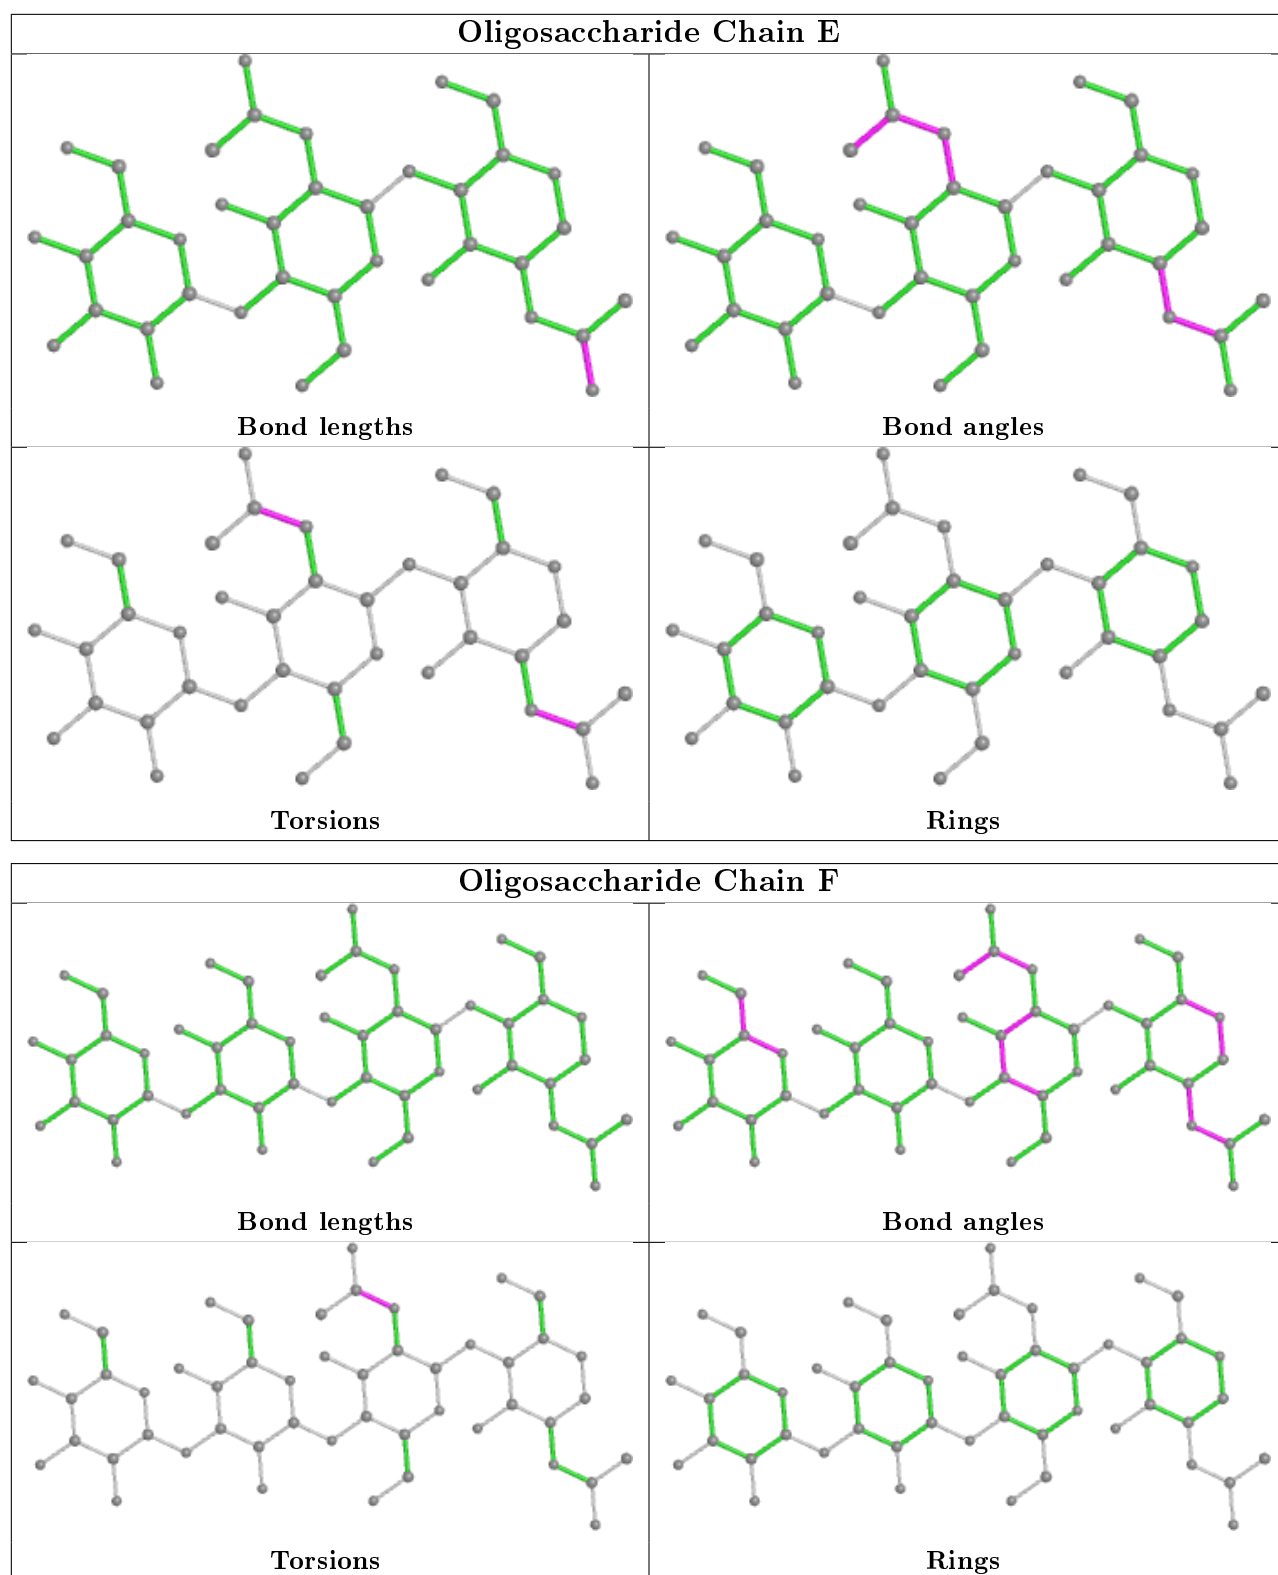 Oligosaccharide Chain E
Bond lengths
Bond angles
Torsions
Rings
Oligosaccharide Chain F
Bond lengths
Bond angles
Torsions
Rings